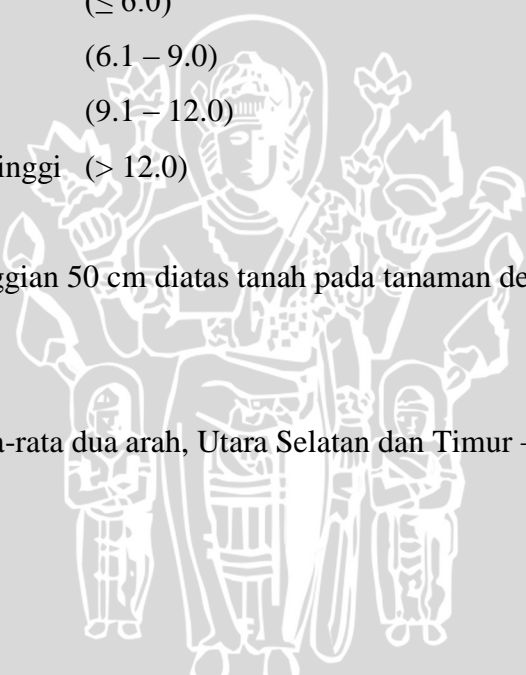 (≤ 6.0)
(6.1 – 9.0)
(9.1 – 12.0)
inggi (> 12.0)
ggian 50 cm diatas tanah pada tanaman de
a-rata dua arah, Utara Selatan dan Timur –